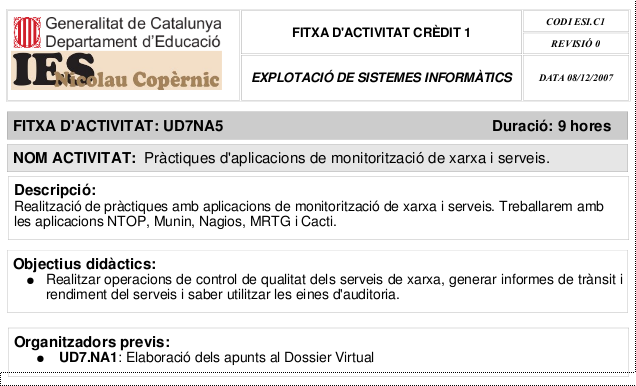 Generalitat de Catalunya
Departament d'Educació
IES
Nicolau Copèrnic
FITXA D'ACTIVITAT CRÈDIT 1
EXPLOTACIÓ DE SISTEMES INFORMÀTICS
CODI ESI.C1
REVISIÓ 0
DATA 08/12/2007
FITXA D'ACTIVITAT: UD7NA5 Duració: 9 hores
NOM ACTIVITAT: Pràctiques d'aplicacions de monitorització de xarxa i serveis.
Descripció:
Realització de pràctiques amb aplicacions de monitorització de xarxa i serveis. Treballarem amb
les aplicacions NTOP, Munin, Nagios, MRTG i Cacti.
Objectius didàctics:
● Realitzar operacions de control de qualitat dels serveis de xarxa, generar informes de trànsit i
rendiment del serveis i saber utilitzar les eines d'auditoria.
Organitzadors previs:
● UD7.NA1: Elaboració dels apunts al Dossier Virtual